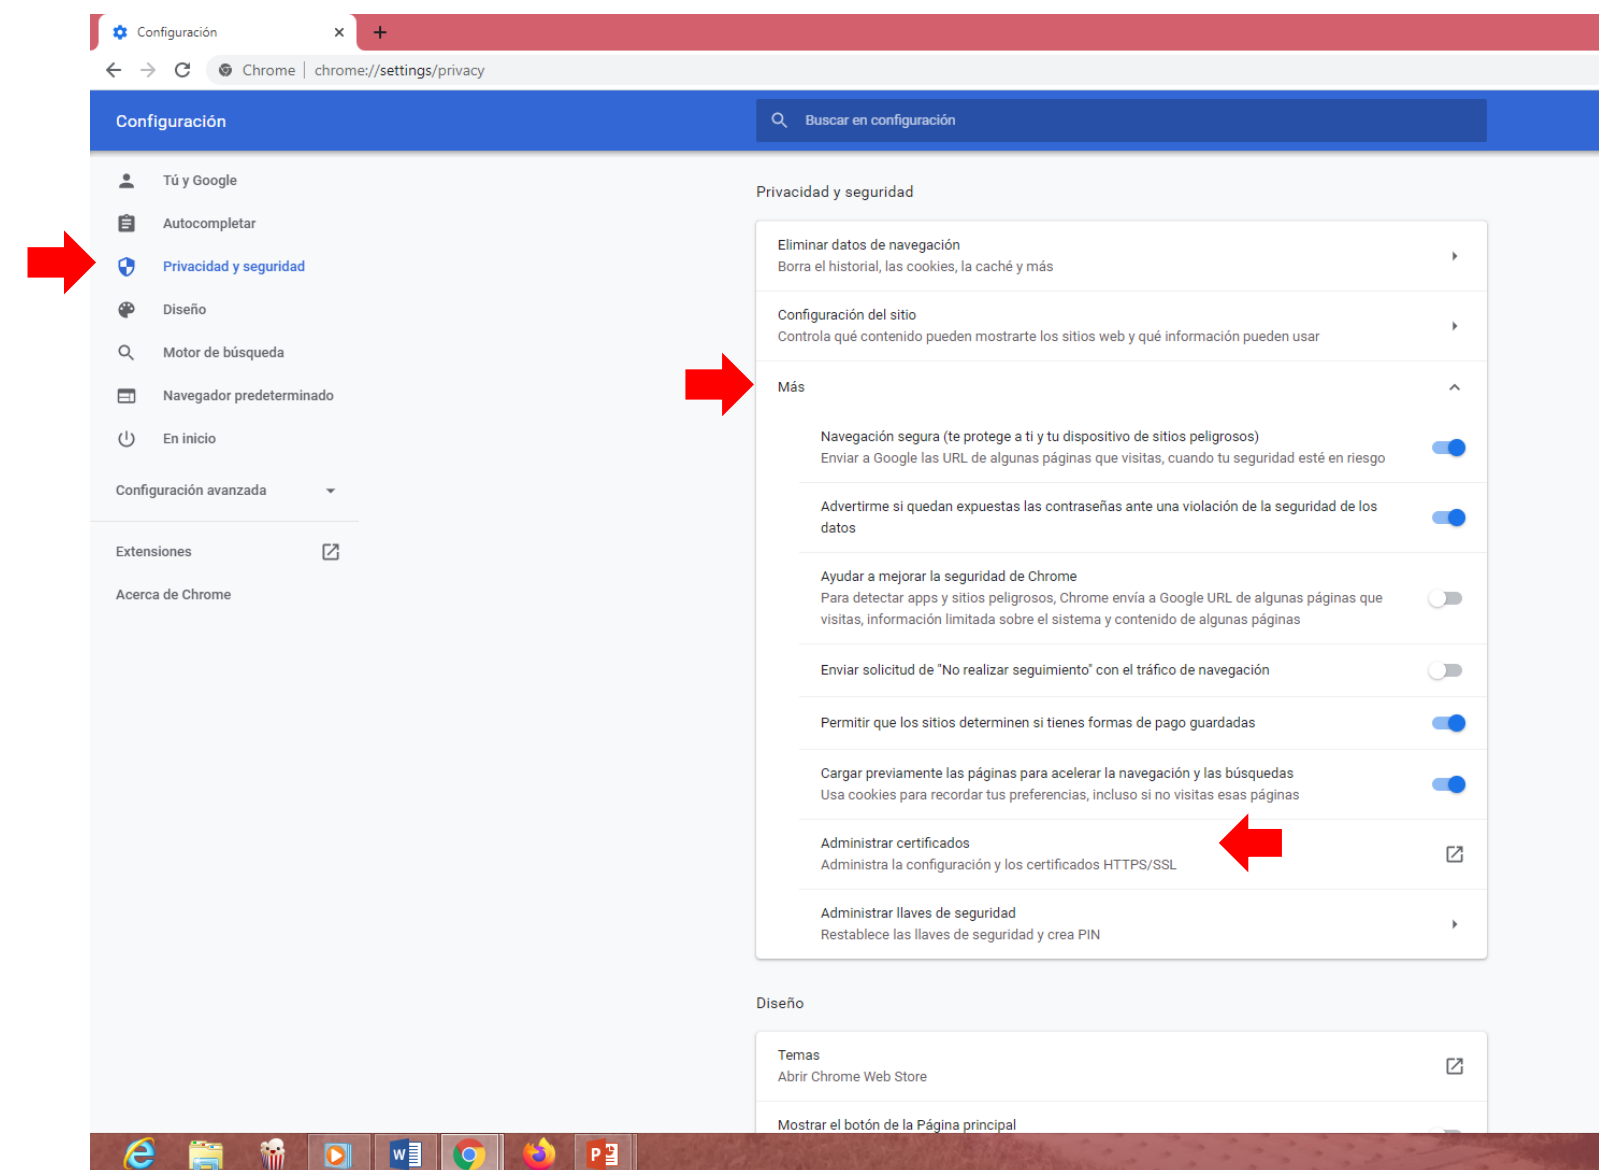 Configuración
Chrome | chrome://settings/privacy
Configuración
Buscar en configuración
Tú y Google
Autocompletar
Privacidad y seguridad
Diseño
Motor de búsqueda
Navegador predeterminado
En inicio
Configuración avanzada
Extensiones
Acerca de Chrome
Privacidad y seguridad
Eliminar datos de navegación
Borra el historial, las cookies, la caché y más
Configuración del sitio
Controla qué contenido pueden mostrarte los sitios web y qué información pueden usar
Más
Navegación segura (te protege a ti y tu dispositivo de sitios peligrosos)
Enviar a Google las URL de algunas páginas que visitas, cuando tu seguridad esté en riesgo
Advertirme si quedan expuestas las contraseñas ante una violación de la seguridad de los
datos
Ayudar a mejorar la seguridad de Chrome
Para detectar apps y sitios peligrosos, Chrome envía a Google URL de algunas páginas que
visitas, información limitada sobre el sistema y contenido de algunas páginas
Enviar solicitud de "No realizar seguimiento" con el tráfico de navegación
Permitir que los sitios determinen si tienes formas de pago guardadas
Cargar previamente las páginas para acelerar la navegación y las búsquedas
Usa cookies para recordar tus preferencias, incluso si no visitas esas páginas
Administrar certificados
Administra la configuración y los certificados HTTPS/SSL
Administrar llaves de seguridad
Restablece las llaves de seguridad y crea PIN
Diseño
Temas
Abrir Chrome Web Store
Mostrar el botón de la Página principal